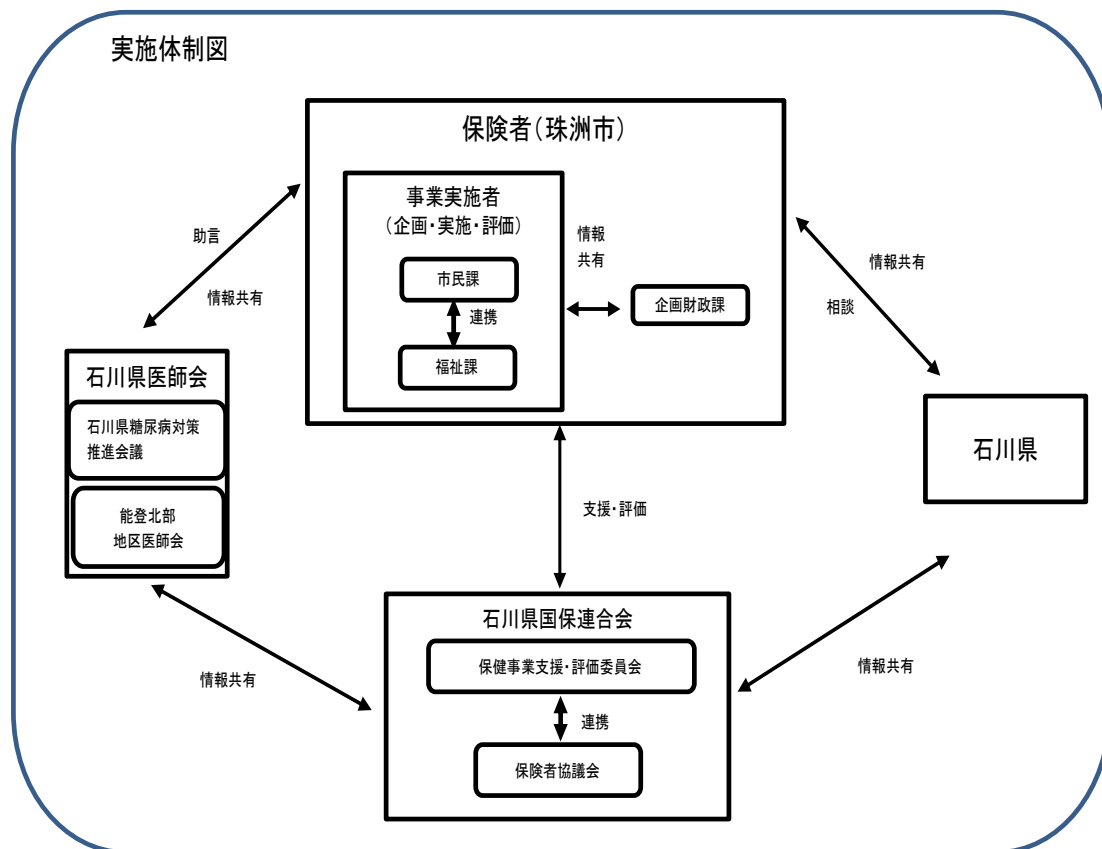 実施体制図
保険者(珠洲市)
事業実施者
(企画・実施・評価)
市民課
連携
福祉課
情報
共有
企画財政課
助言
情報共有
情報共有
相談
石川県医師会
石川県糖尿病対策
推進会議
能登北部
地区医師会
石川県
支援・評価
石川県国保連合会
保健事業支援・評価委員会
連携
保険者協議会
情報共有
情報共有